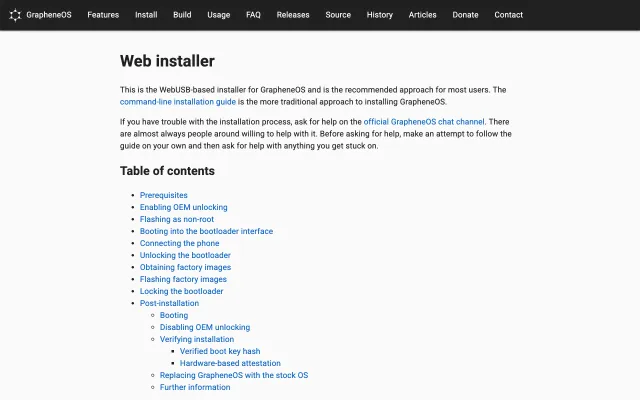 GrapheneOS Features Install Build Usage FAQ Releases Source History Articles Donate Contact
Web installer
This is the WebUSB-based installer for GrapheneOS and is the recommended approach for most users. The
command-line installation guide is the more traditional approach to installing GrapheneOS.
If you have trouble with the installation process, ask for help on the official GrapheneOS chat channel. There
are almost always people around willing to help with it. Before asking for help, make an attempt to follow the
guide on your own and then ask for help with anything you get stuck on.
Table of contents
Prerequisites
Enabling OEM unlocking
Flashing as non-root
Booting into the bootloader interface
Connecting the phone
Unlocking the bootloader
Obtaining factory images
Flashing factory images
Locking the bootloader
Post-installation
Booting
Disabling OEM unlocking
Verifying installation
Verified boot key hash
Hardware-based attestation
Replacing GrapheneOS with the stock OS
Further information